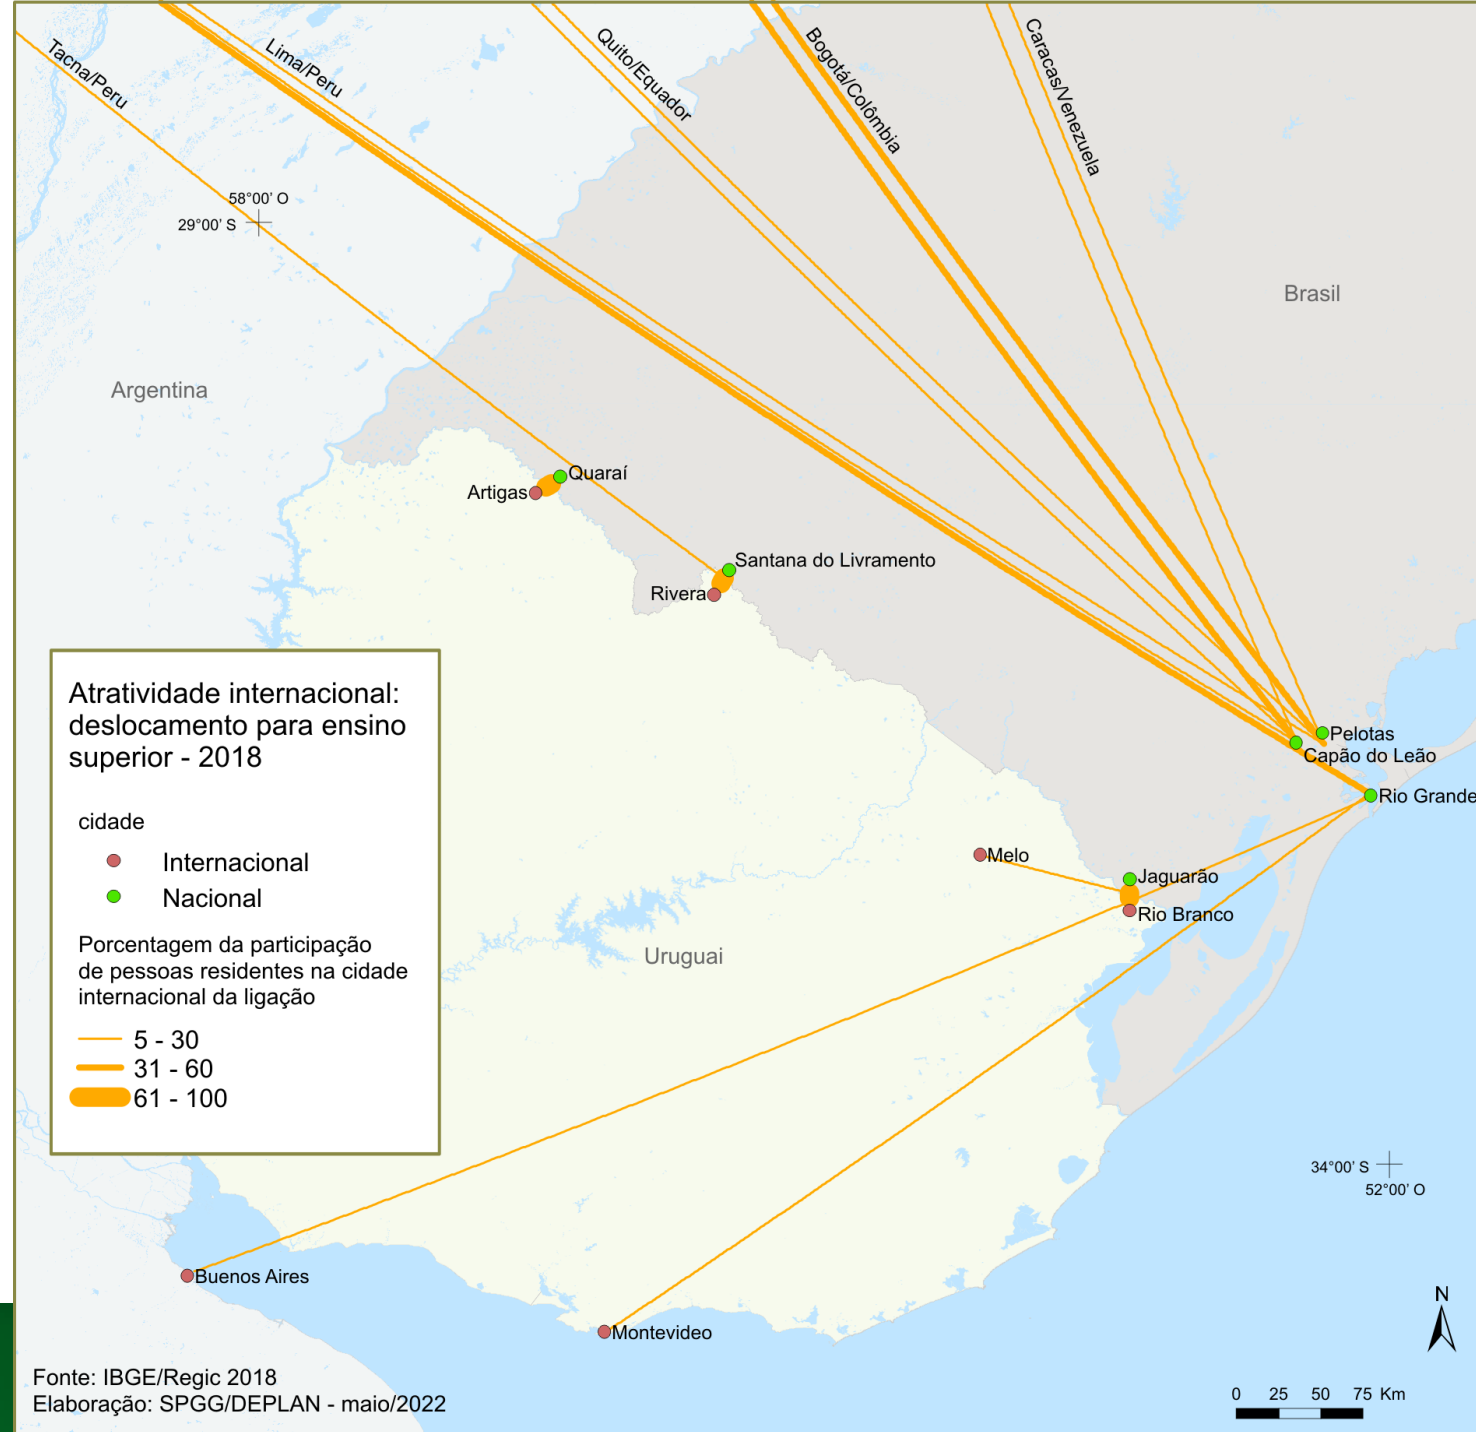 Tacna/Peru
Lima/Peru
Quito/Equador
Bogotá/Colômbia
Caracas/Venezuela
58°00' O
29°00' S
Brasil
Argentina
Quaraí
Artigas
Santana do Livramento
Rivera
Atratividade internacional:
deslocamento para ensino
superior - 2018
cidade
Internacional
Nacional
Porcentagem da participação
de pessoas residentes na cidade
internacional da ligação
5 - 30
31 - 60
61 - 100
Pelotas
Capão do Leão
Rio Grande
Melo
Jaguarão
Rio Branco
Uruguai
34°00' S
52°00' O
Buenos Aires
Montevideo
N
Fonte: IBGE/Regic 2018
Elaboração: SPGG/DEPLAN - maio/2022
0 25 50 75 Km